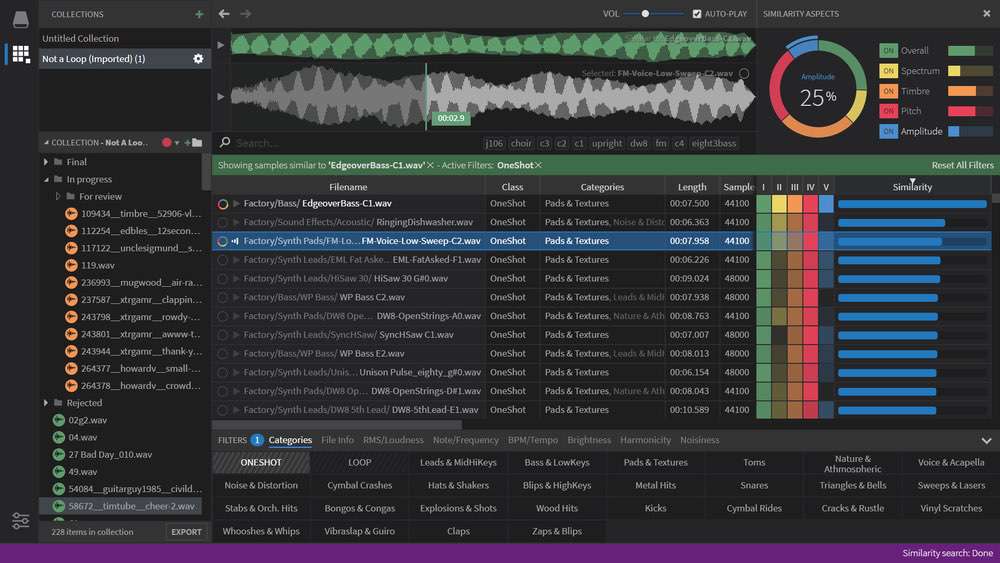 COLLECTIONS +
Untitled Collection
Not a Loop (Imported) (1)
VOL AUTO-PLAY
EdgeoverBass-C1.wav
Selected: FM-Voice-Low-Sweep-C2.wav
00:02.9
SIMILARITY ASPECTS
Amplitude
25%
ON Overall
ON Spectrum
ON Timbre
ON Pitch
ON Amplitude
COLLECTION - Not A Loo..
Final
In progress
For review
109434__timbre__52906-vl...
112254__edbles__12secon...
117122__unclesigmund__s...
119.wav
236993__mugwood__air-ra...
237587__xtrgamr__clappin...
243798__xtrgamr__rowdy-...
243801__xtrgamr__awww-t...
243944__xtrgamr__thank-y...
264377__howardv__small-...
264378__howardv__crowd...
Rejected
02g2.wav
04.wav
27 Bad Day_010.wav
49.wav
54084__guitarguy1985__civild...
58672__timtube__cheer-2.wav
228 items in collection EXPORT
Search... j106 choir c3 c2 c1 upright dw8 fm c4 eight3bass
Showing samples similar to 'EdgeoverBass-C1.wav' × - Active Filters: OneShot× Reset All Filters
Filename Class Categories Length Sample I II III IV V Similarity
Factory/Bass/ EdgeoverBass-C1.wav OneShot Pads & Textures 00:07.500 44100
Factory/Sound Effects/Acoustic/ RingingDishwasher.wav OneShot Pads & Textures, Noise & Disto 00:06.363 44100
Factory/Synth Pads/FM-Lo... FM-Voice-Low-Sweep-C2.wav OneShot Pads & Textures 00:07.958 44100
Factory/Synth Leads/EML Fat Aske... EML-FatAsked-F1.wav OneShot Pads & Textures 00:06.226 44100
Factory/Synth Leads/HiSaw 30/ HiSaw 30 G#0.wav OneShot Pads & Textures 00:09.024 48000
Factory/Bass/WP Bass/ WP Bass C2.wav OneShot Pads & Textures, Leads & MidH 00:07.938 48000
Factory/Synth Pads/DW8 Ope... DW8-OpenStrings-A0.wav OneShot Pads & Textures, Nature & Ath 00:08.763 44100
Factory/Synth Leads/SyncHSaw/ SyncHSaw C1.wav OneShot Pads & Textures 00:07.007 48000
Factory/Bass/WP Bass/ WP Bass E2.wav OneShot Pads & Textures, Leads & MidH 00:08.013 48000
Factory/Synth Leads/Unis... Unison Pulse_eighty_g#0.wav OneShot Pads & Textures 00:06.154 48000
Factory/Synth Pads/DW8 Op... DW8-OpenStrings-D#1.wav OneShot Pads & Textures, Nature & Ath 00:08.043 44100
Factory/Synth Leads/DW8 5th Lead/ DW8-5thLead-E1.wav OneShot Pads & Textures 00:10.589 44100
FILTERS 1 Categories File Info RMS/Loudness Note/Frequency BPM/Tempo Brightness Harmonicity Noisiness
ONESHOT LOOP Leads & MidHiKeys Bass & LowKeys Pads & Textures Toms Nature & Athmospheric Voice & Acapella
Noise & Distortion Cymbal Crashes Hats & Shakers Blips & HighKeys Metal Hits Snares Triangles & Bells Sweeps & Lasers
Stabs & Orch. Hits Bongos & Congas Explosions & Shots Wood Hits Kicks Cymbal Rides Cracks & Rustle Vinyl Scratches
Whooshes & Whips Vibraslap & Guiro Claps Zaps & Blips
Similarity search: Done